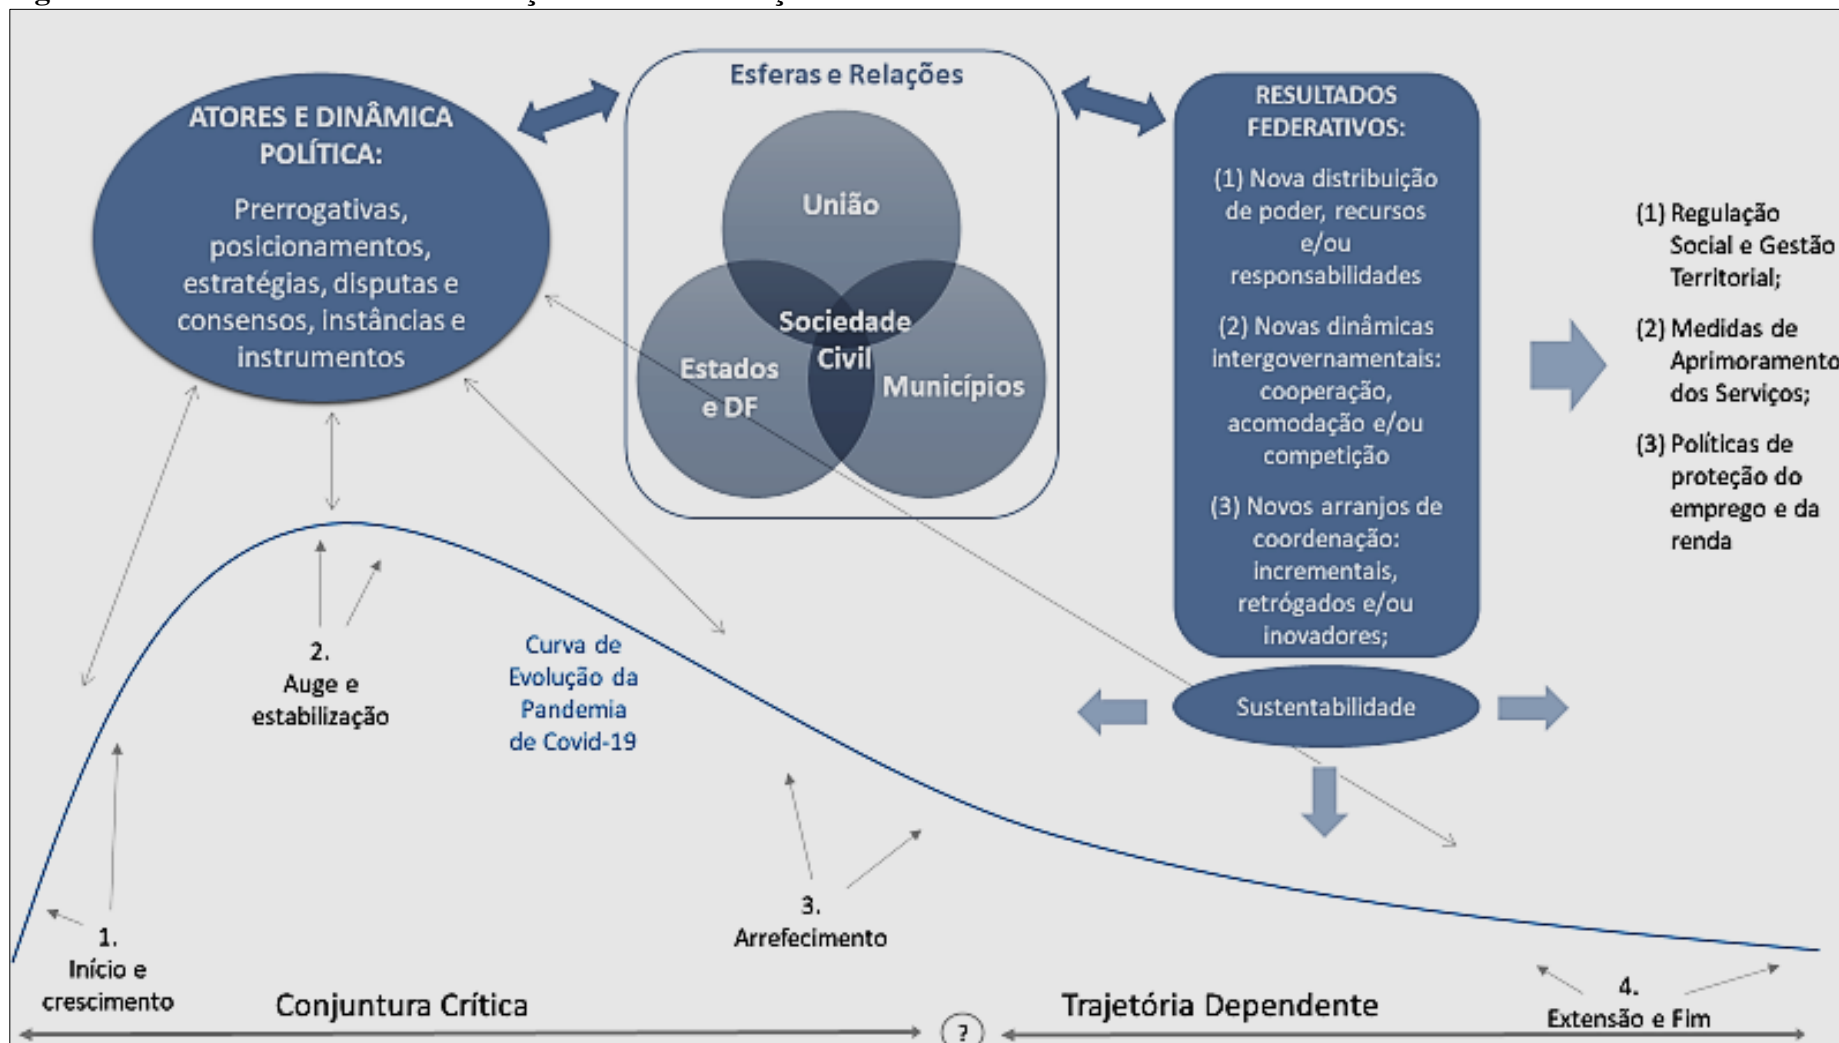 ATORES E DINÂMICA
POLÍTICA:
Prerrogativas,
posicionamentos,
estratégias, disputas e
consensos, instâncias e
instrumentos
Esferas e Relações
União
Sociedade
Civil
Estados
e DF
Municípios
RESULTADOS
FEDERATIVOS:
(1) Nova distribuição
de poder, recursos
e/ou
responsabilidades
(2) Novas dinâmicas
intergovernamentais:
cooperação,
acomodação e/ou
competição
(3) Novos arranjos de
coordenação:
incrementais,
retrógados e/ou
inovadores;
Sustentabilidade
(1) Regulação
Social e Gestão
Territorial;
(2) Medidas de
Aprimoramento
dos Serviços;
(3) Políticas de
proteção do
emprego e da
renda
Curva de
Evolução da
Pandemia
de Covid-19
1.
Início e
crescimento
2.
Auge e
estabilização
3.
Arrefecimento
4.
Extensão e Fim
Conjuntura Crítica
?
Trajetória Dependente